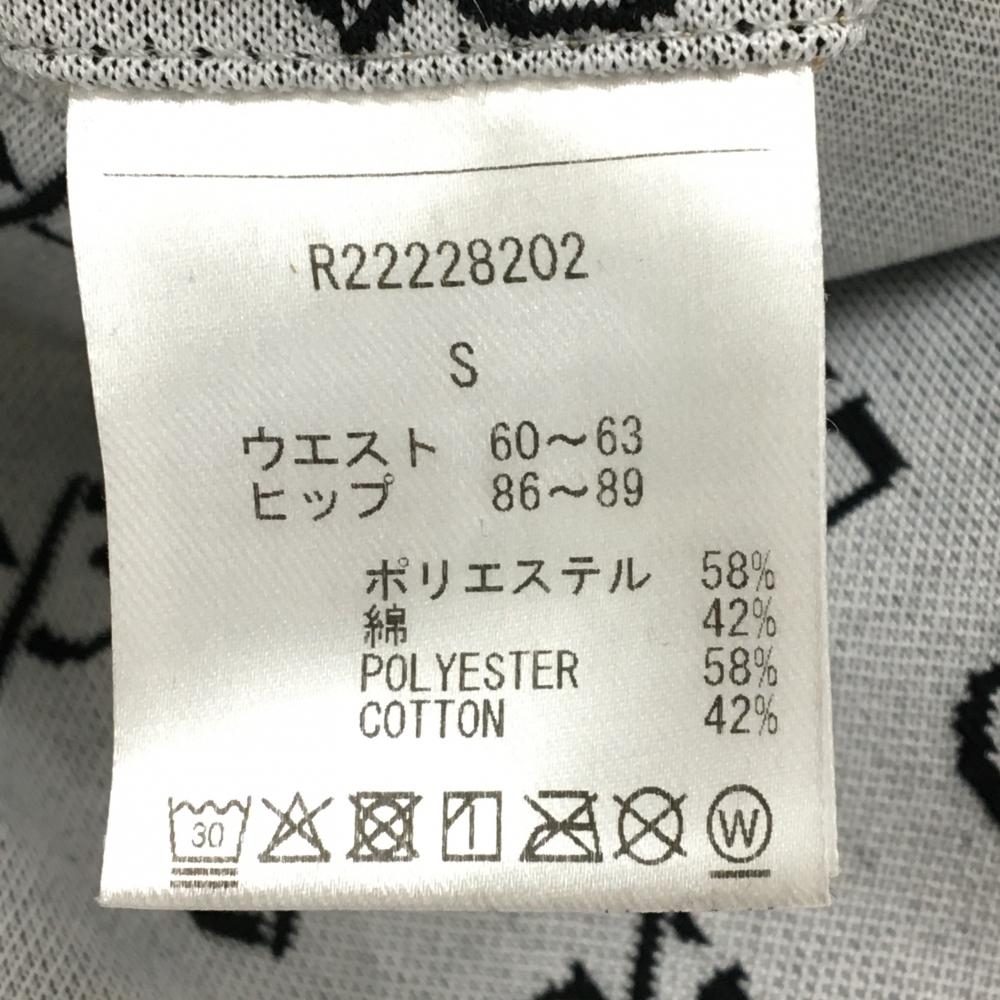 R22228202
S
ウエスト 60～63
ヒップ 86～89
ポリエステル 58%
綿 42%
POLYESTER 58%
COTTON 42%
30
W